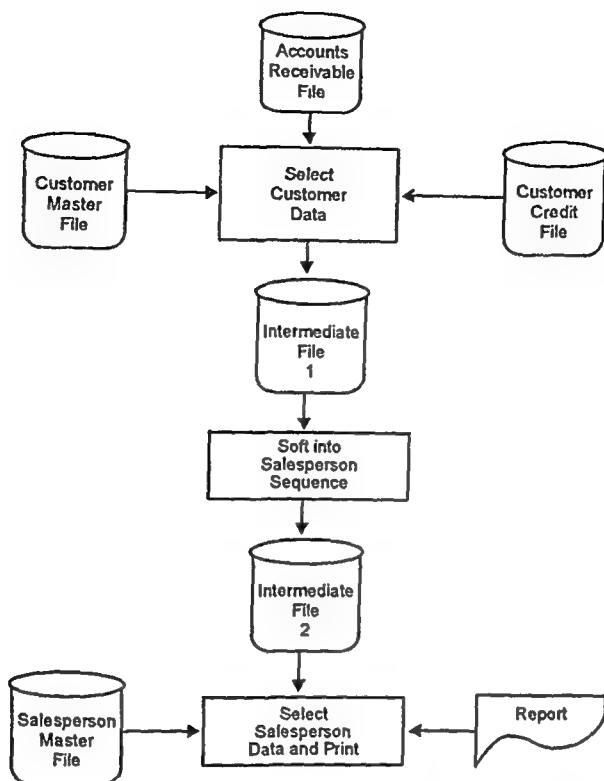 Accounts
Receivable
File
Customer
Master
File
Select
Customer
Data
Customer
Credit
File
Intermediate
File
1
Soft into
Salesperson
Sequence
Intermediate
File
2
Salesperson
Master
File
Select
Salesperson
Data and Print
Report